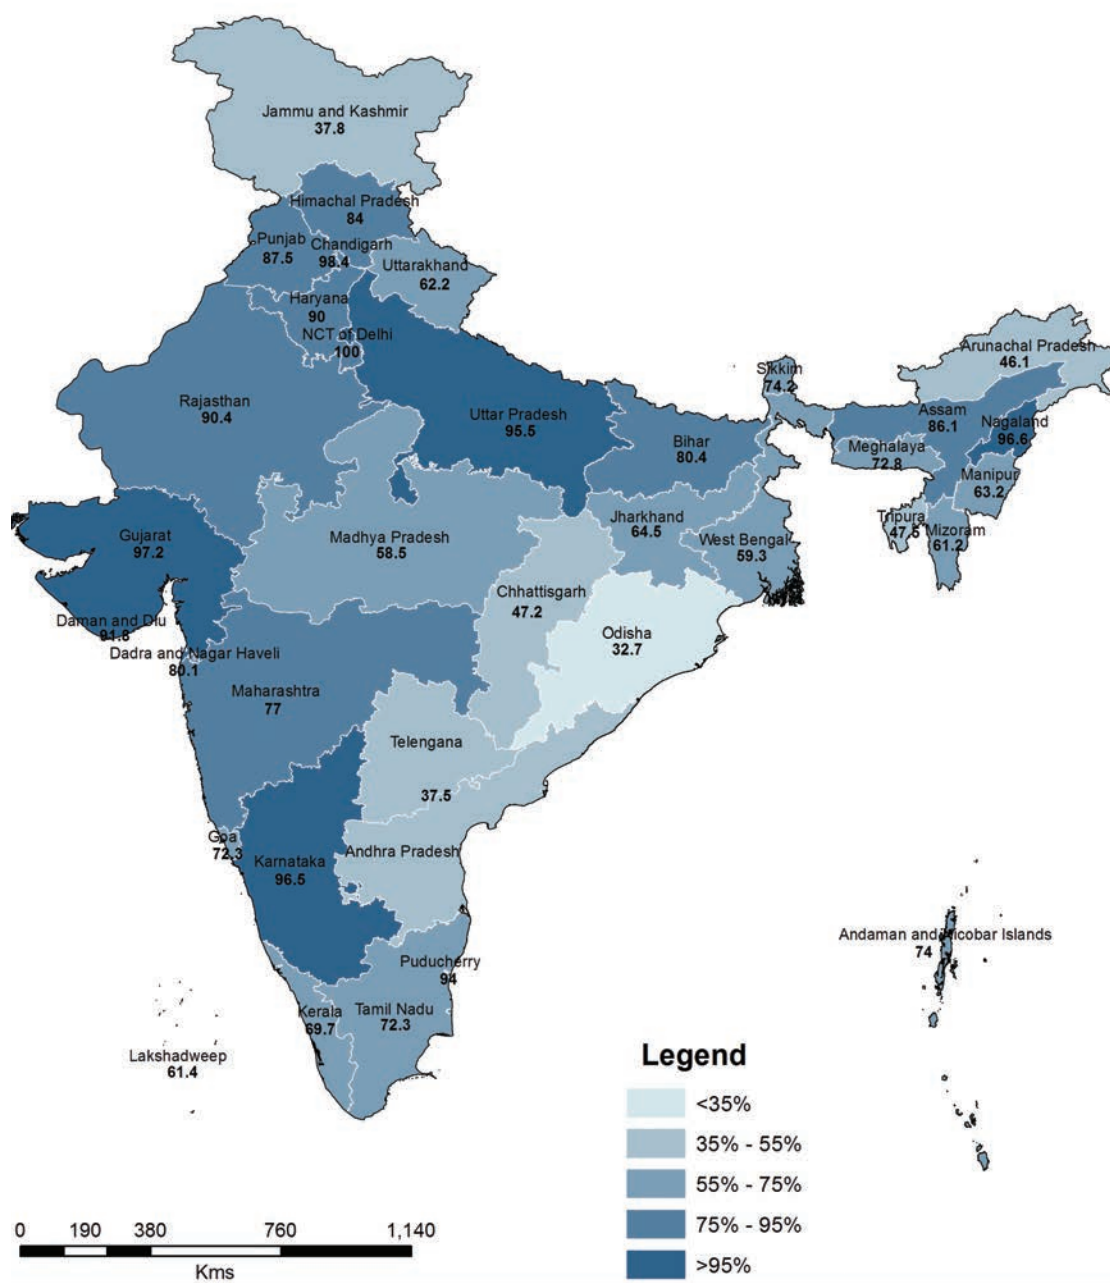 Jammu and Kashmir
37.8
Himachal Pradesh
84
Punjab
87.5
Chandigarh
98.4
Uttarakhand
62.2
Haryana
90
NCT of Delhi
100
Arunachal Pradesh
46.1
Sikkim
74.2
Rajasthan
90.4
Uttar Pradesh
95.5
Assam
86.1
Nagaland
96.6
Bihar
80.4
Meghalaya
72.8
Manipur
63.2
Gujarat
97.2
Madhya Pradesh
58.5
Jharkhand
64.5
West Bengal
59.3
Tripura
47.5
Mizoram
61.2
Chhattisgarh
47.2
Daman and Diu
91.8
Odisha
32.7
Dadra and Nagar Haveli
80.1
Maharashtra
77
Telengana
37.5
Goa
72.3
Karnataka
96.5
Andhra Pradesh
Andaman and Nicobar Islands
74
Puducherry
94
Kerala
69.7
Tamil Nadu
72.3
Lakshadweep
61.4
Legend
<35%
35% - 55%
55% - 75%
75% - 95%
>95%
0 190 380 760 1,140
Kms